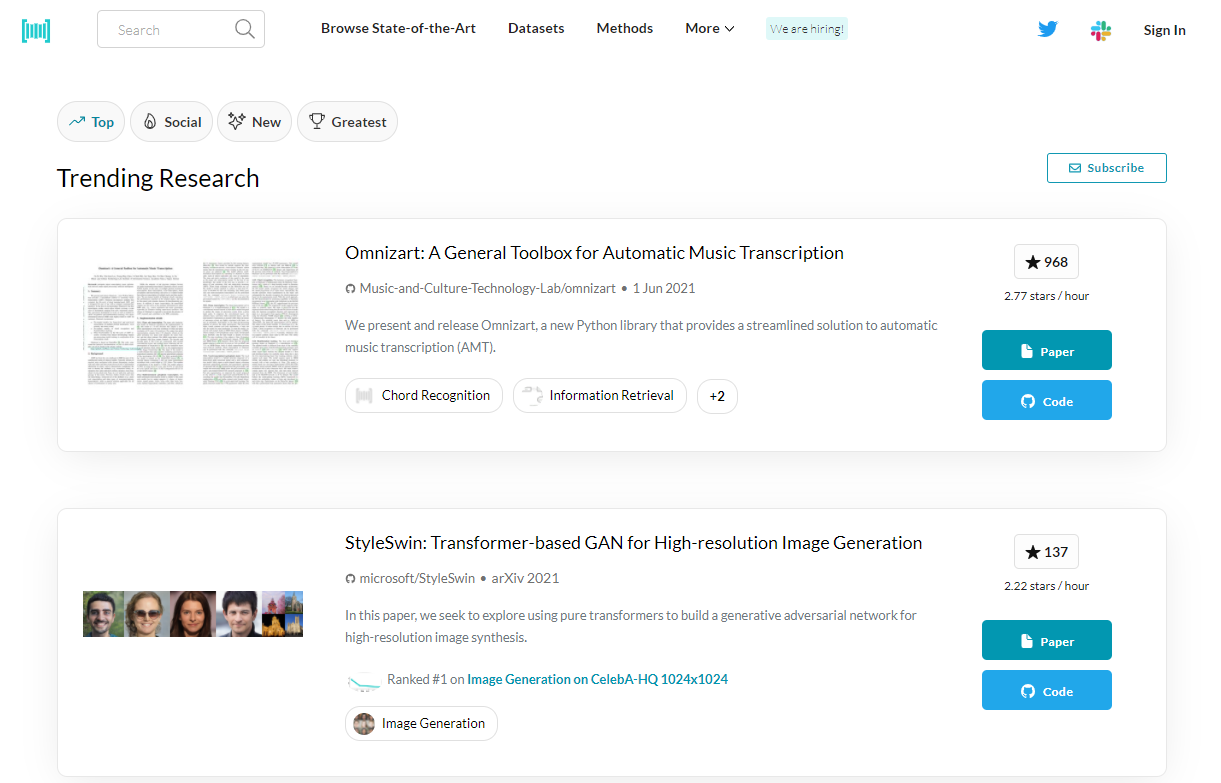 Search
Browse State-of-the-Art
Datasets
Methods
More
We are hiring!
Sign In
Top
Social
New
Greatest
Trending Research
Subscribe
Omnizart: A General Toolbox for Automatic Music Transcription
Music-and-Culture-Technology-Lab/omnizart • 1 Jun 2021
We present and release Omnizart, a new Python library that provides a streamlined solution to automatic
music transcription (AMT).
Chord Recognition
Information Retrieval
+2
968
2.77 stars / hour
Paper
Code
StyleSwin: Transformer-based GAN for High-resolution Image Generation
microsoft/StyleSwin • arXiv 2021
In this paper, we seek to explore using pure transformers to build a generative adversarial network for
high-resolution image synthesis.
Ranked #1 on Image Generation on CelebA-HQ 1024x1024
Image Generation
137
2.22 stars / hour
Paper
Code